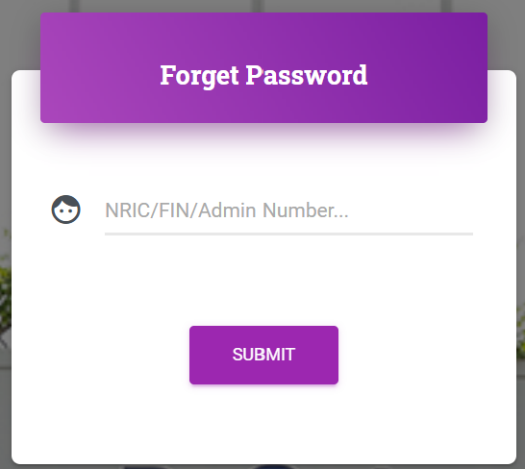 Forget Password
NRIC/FIN/Admin Number...
SUBMIT